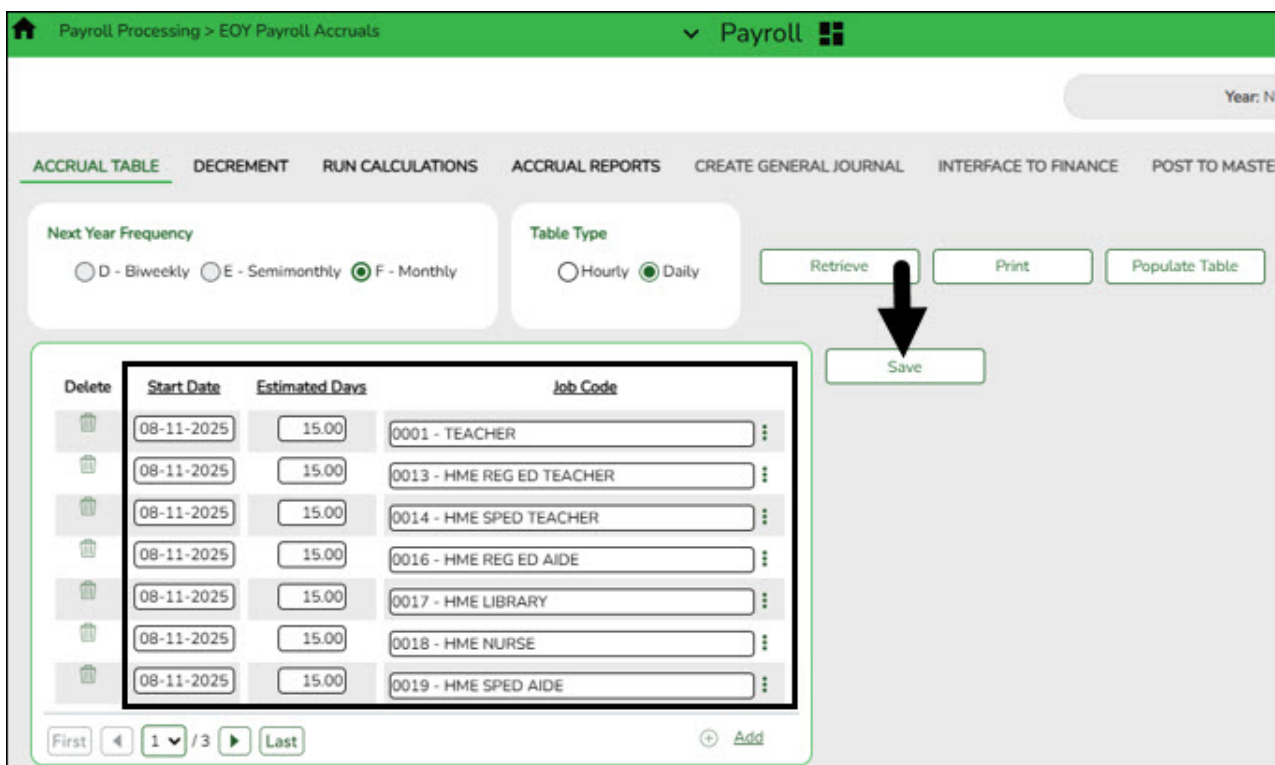 Payroll Processing > EOY Payroll Accruals
Payroll
Year: N
ACCRUAL TABLE DECREMENT RUN CALCULATIONS ACCRUAL REPORTS CREATE GENERAL JOURNAL INTERFACE TO FINANCE POST TO MASTE
Next Year Frequency
D - Biweekly E - Semimonthly F - Monthly
Table Type
Hourly Daily
Retrieve Print Populate Table
Save
Delete Start Date Estimated Days Job Code
08-11-2025 15.00 0001 - TEACHER
08-11-2025 15.00 0013 - HME REG ED TEACHER
08-11-2025 15.00 0014 - HME SPED TEACHER
08-11-2025 15.00 0016 - HME REG ED AIDE
08-11-2025 15.00 0017 - HME LIBRARY
08-11-2025 15.00 0018 - HME NURSE
08-11-2025 15.00 0019 - HME SPED AIDE
First 1 / 3 Last Add